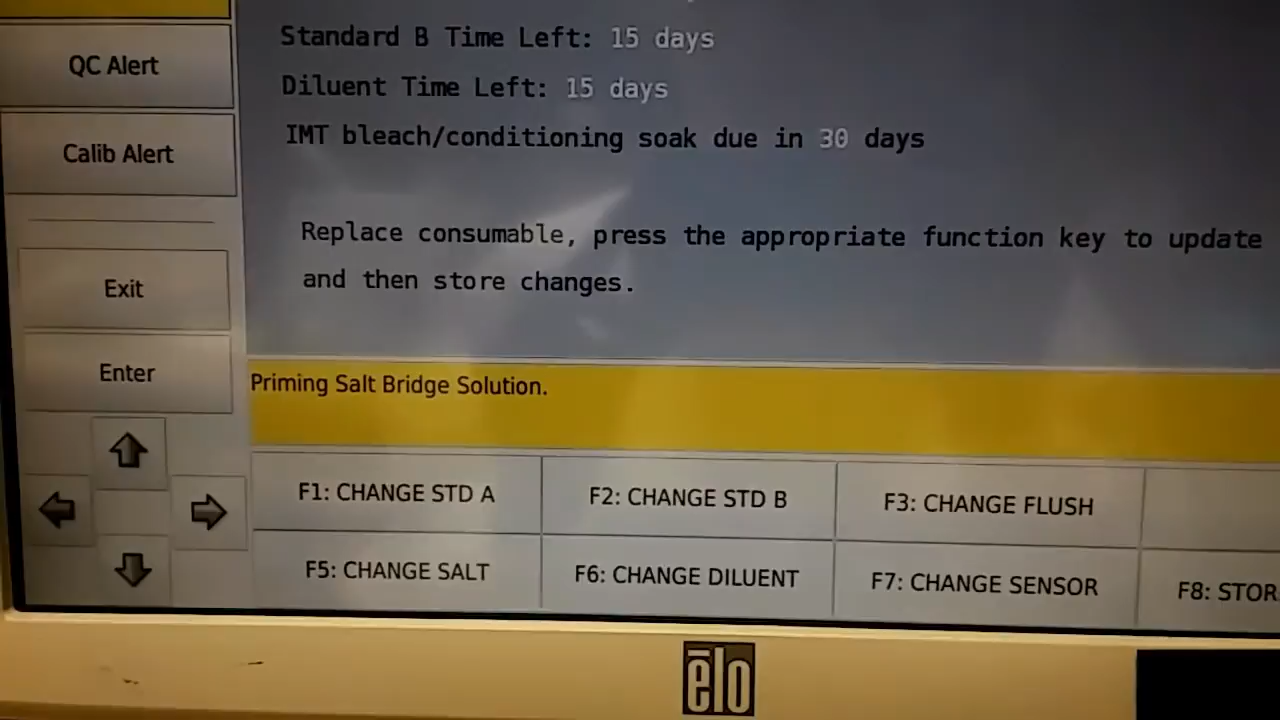 Standard B Time Left: 15 days
QC Alert
Diluent Time Left: 15 days
IMT bleach/conditioning soak due in 30 days
Calib Alert
Replace consumable, press the appropriate function key to update
and then store changes.
Exit
Enter
Priming Salt Bridge Solution.
F1: CHANGE STD A
F2: CHANGE STD B
F3: CHANGE FLUSH
F5: CHANGE SALT
F6: CHANGE DILUENT
F7: CHANGE SENSOR
F8: STOR
ēlo